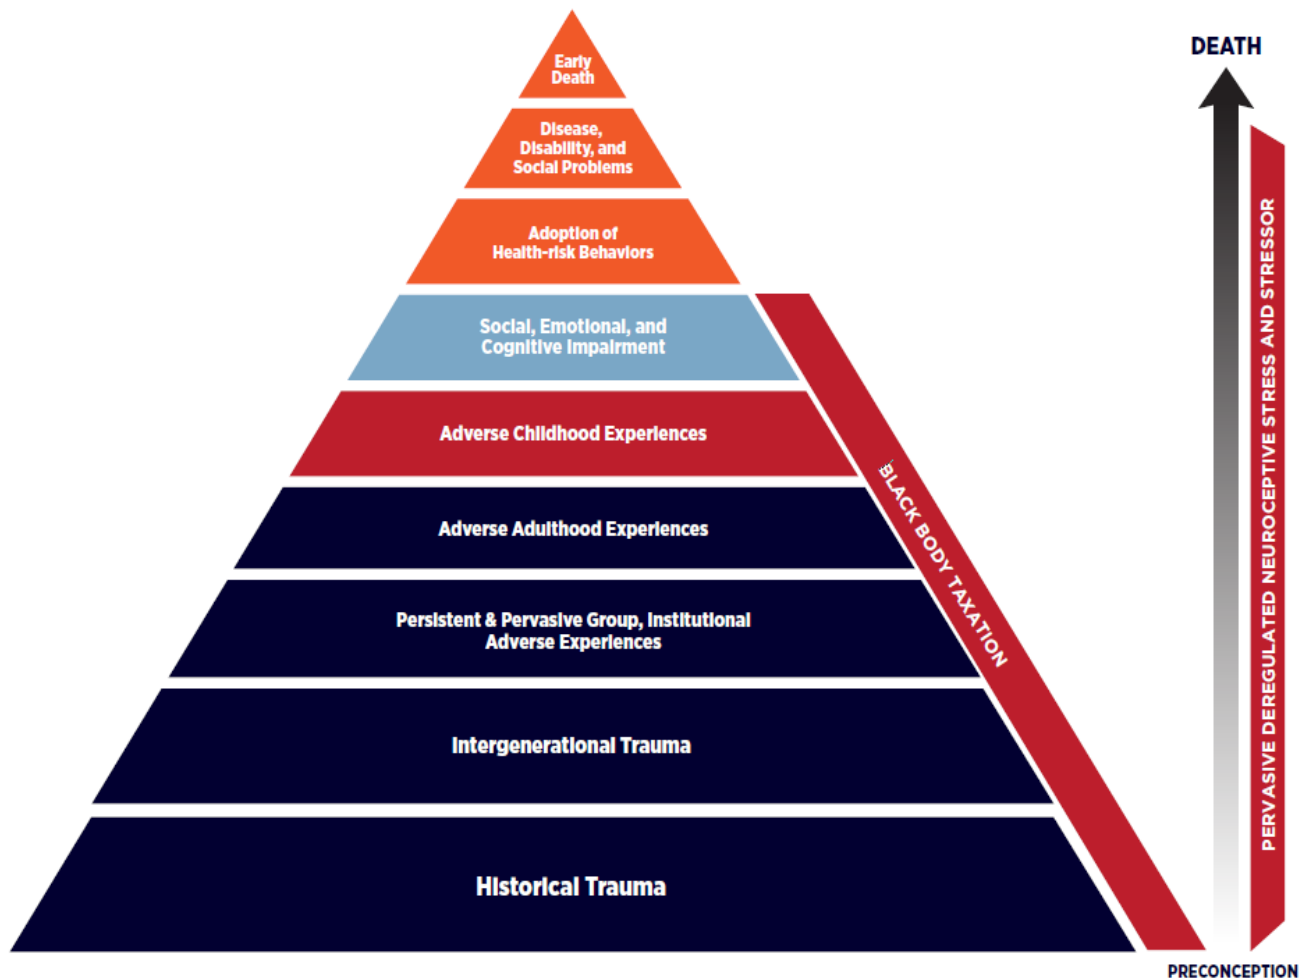 Early
Death
Disease,
Disability, and
Social Problems
Adoption of
Health-risk Behaviors
Social, Emotional, and
Cognitive Impairment
Adverse Childhood Experiences
Adverse Adulthood Experiences
Persistent & Pervasive Group, Institutional
Adverse Experiences
Intergenerational Trauma
Historical Trauma
BLACK BODY TAXATION
DEATH
PERVASIVE DEREGULATED NEUROCEPTIVE STRESS AND STRESSOR
PRECONCEPTION